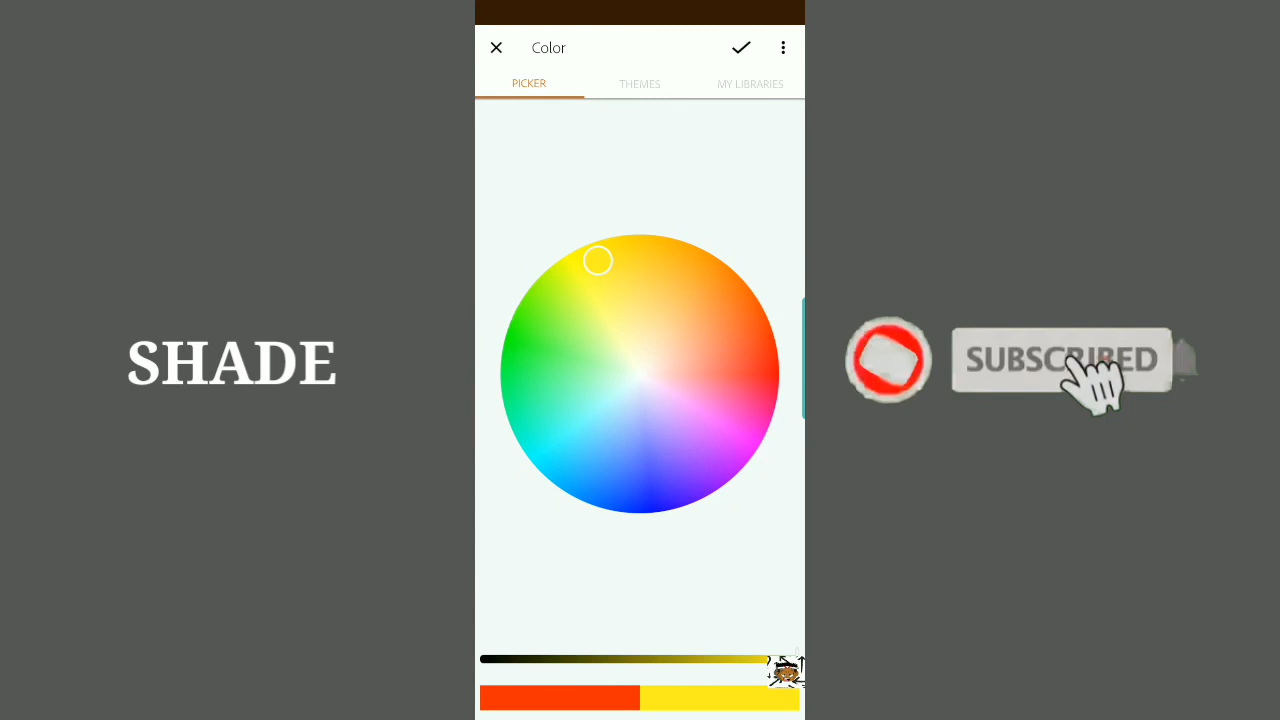 Color
PICKER
THEMES
MY LIBRARIES
SHADE
SUBSCRIBED